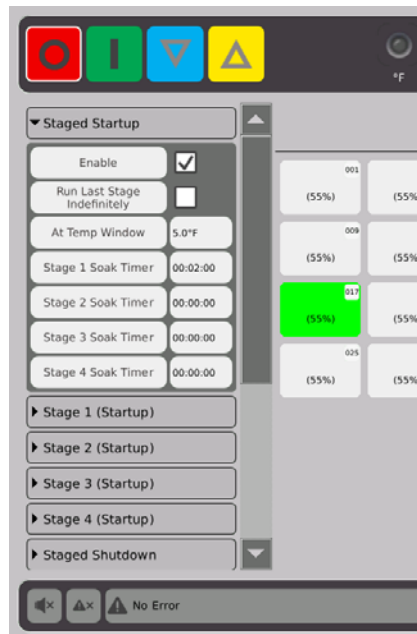 °F
Staged Startup
Enable
Run Last Stage
Indefinitely
At Temp Window
5.0°F
Stage 1 Soak Timer
00:02:00
Stage 2 Soak Timer
00:00:00
Stage 3 Soak Timer
00:00:00
Stage 4 Soak Timer
00:00:00
Stage 1 (Startup)
Stage 2 (Startup)
Stage 3 (Startup)
Stage 4 (Startup)
Staged Shutdown
001
(55%)
(55%
009
(55%)
(55%
017
(55%)
(55%
025
(55%)
(55%
No Error